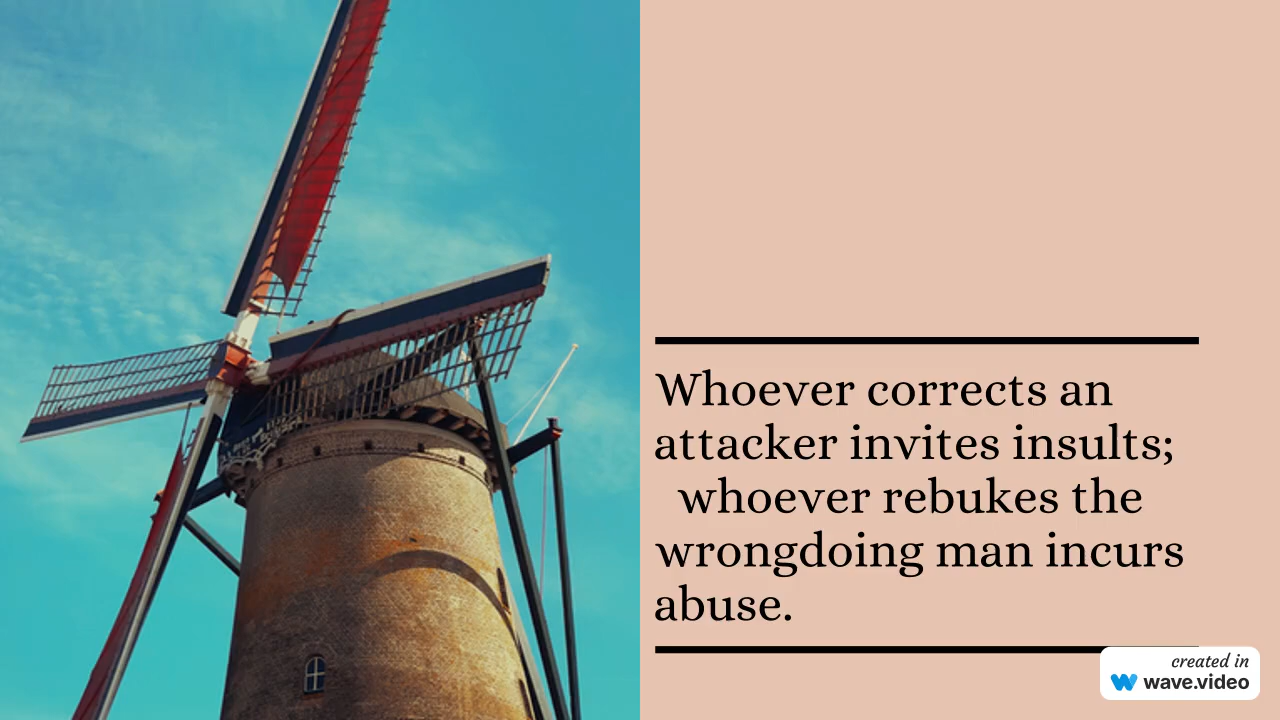 Whoever corrects an
attacker invites insults;
whoever rebukes the
wrongdoing man incurs
abuse.
created in
wave.video